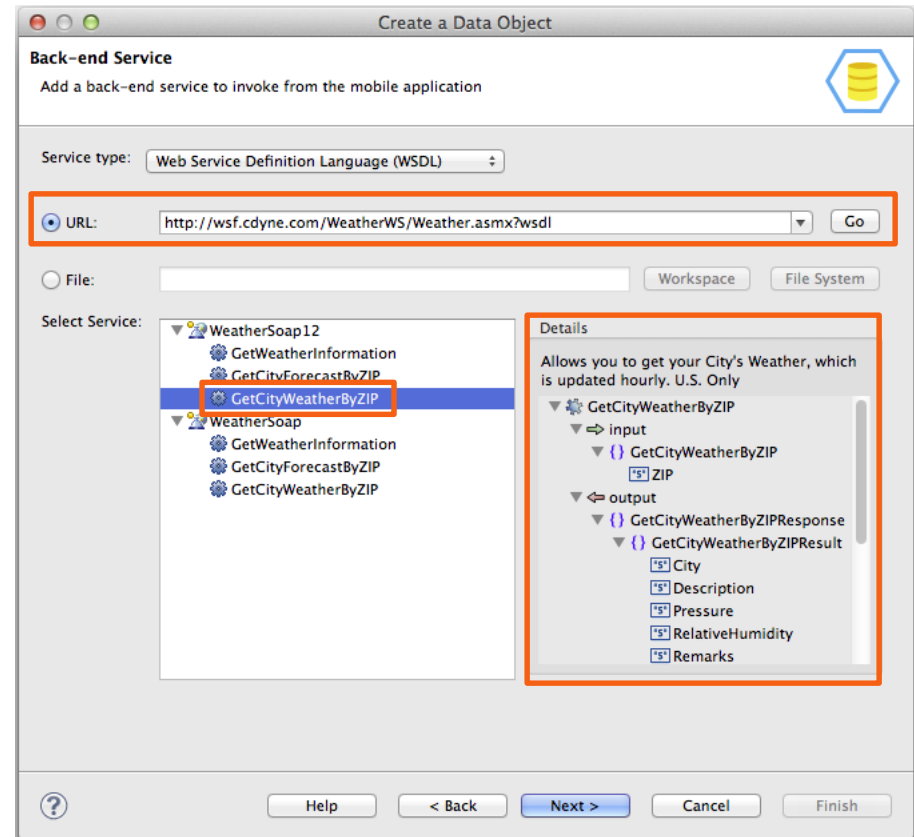 Create a Data Object
Back-end Service
Add a back-end service to invoke from the mobile application
Service type: Web Service Definition Language (WSDL)
URL: http://wsf.cdyne.com/WeatherWS/Weather.asmx?wsdl Go
File: Workspace File System
Select Service:
WeatherSoap12
GetWeatherInformation
GetCityForecastByZIP
GetCityWeatherByZIP
WeatherSoap
GetWeatherInformation
GetCityForecastByZIP
GetCityWeatherByZIP
Details
Allows you to get your City's Weather, which
is updated hourly. U.S. Only
GetCityWeatherByZIP
input
{} GetCityWeatherByZIP
"S" ZIP
output
{} GetCityWeatherByZIPResponse
{} GetCityWeatherByZIPResult
"S" City
"S" Description
"S" Pressure
"S" RelativeHumidity
"S" Remarks
? Help < Back Next > Cancel Finish